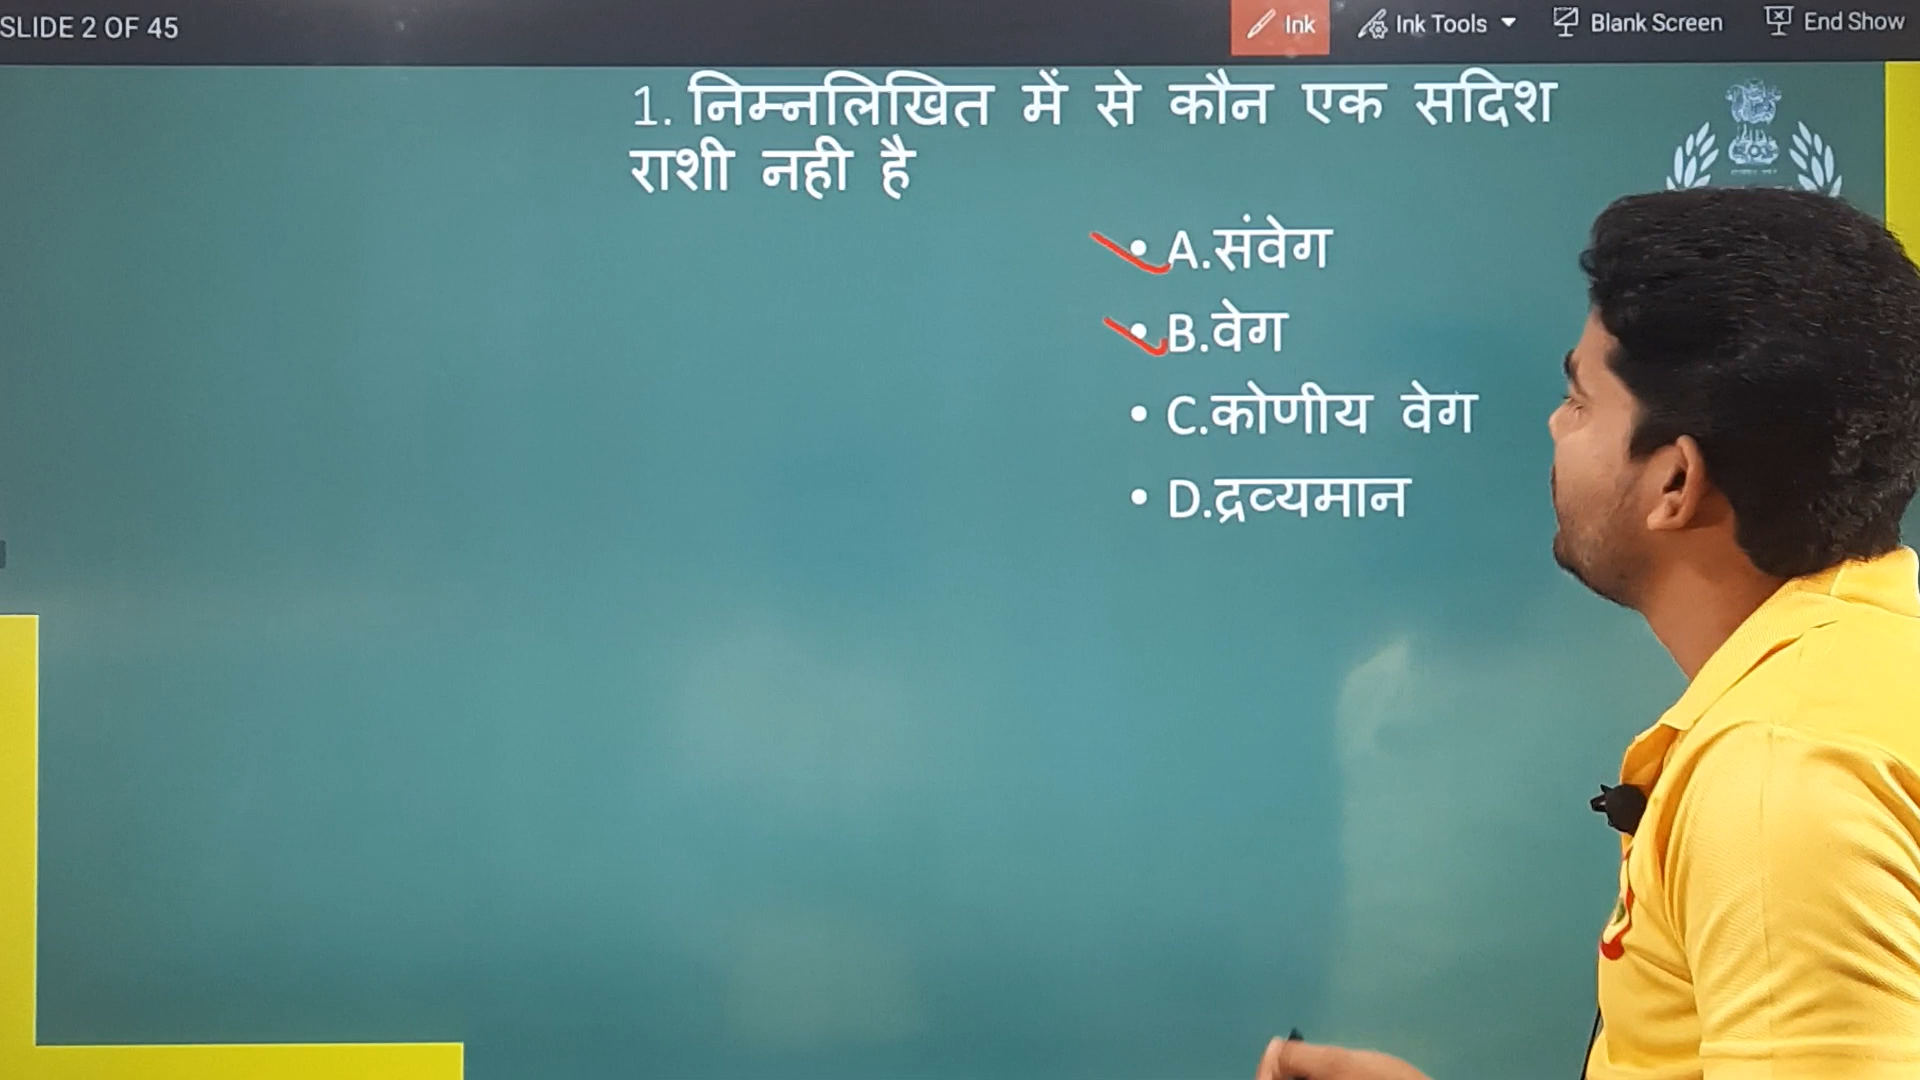 SLIDE 2 OF 45
Ink
Ink Tools
Blank Screen
End Show
1. निम्नलिखित में से कौन एक सदिश
राशी नही है
• A.संवेग
• B.वेग
• C.कोणीय वेग
• D.द्रव्यमान